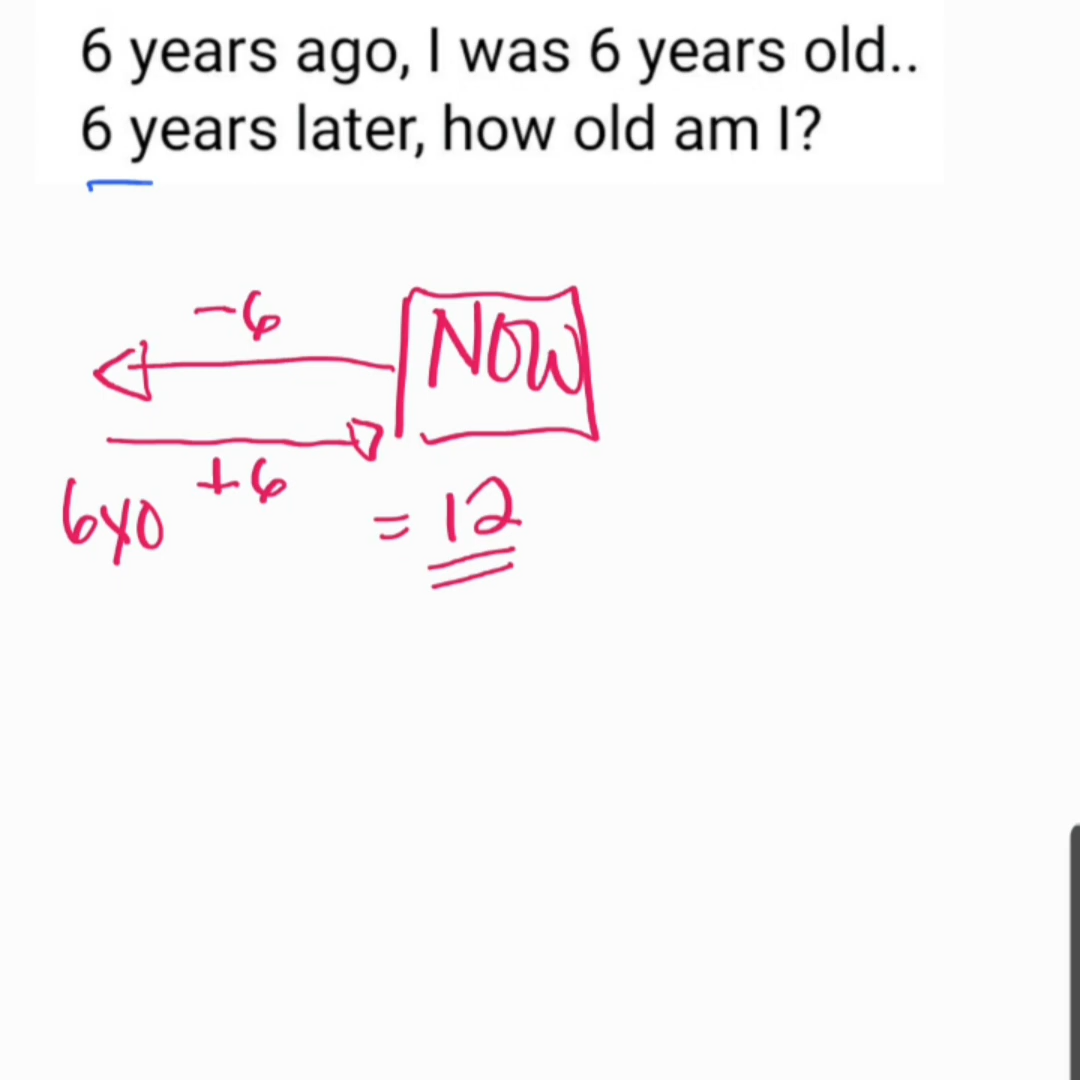 6 years ago, I was 6 years old..
6 years later, how old am I?
-6
NOW
+6
6yo
= 12